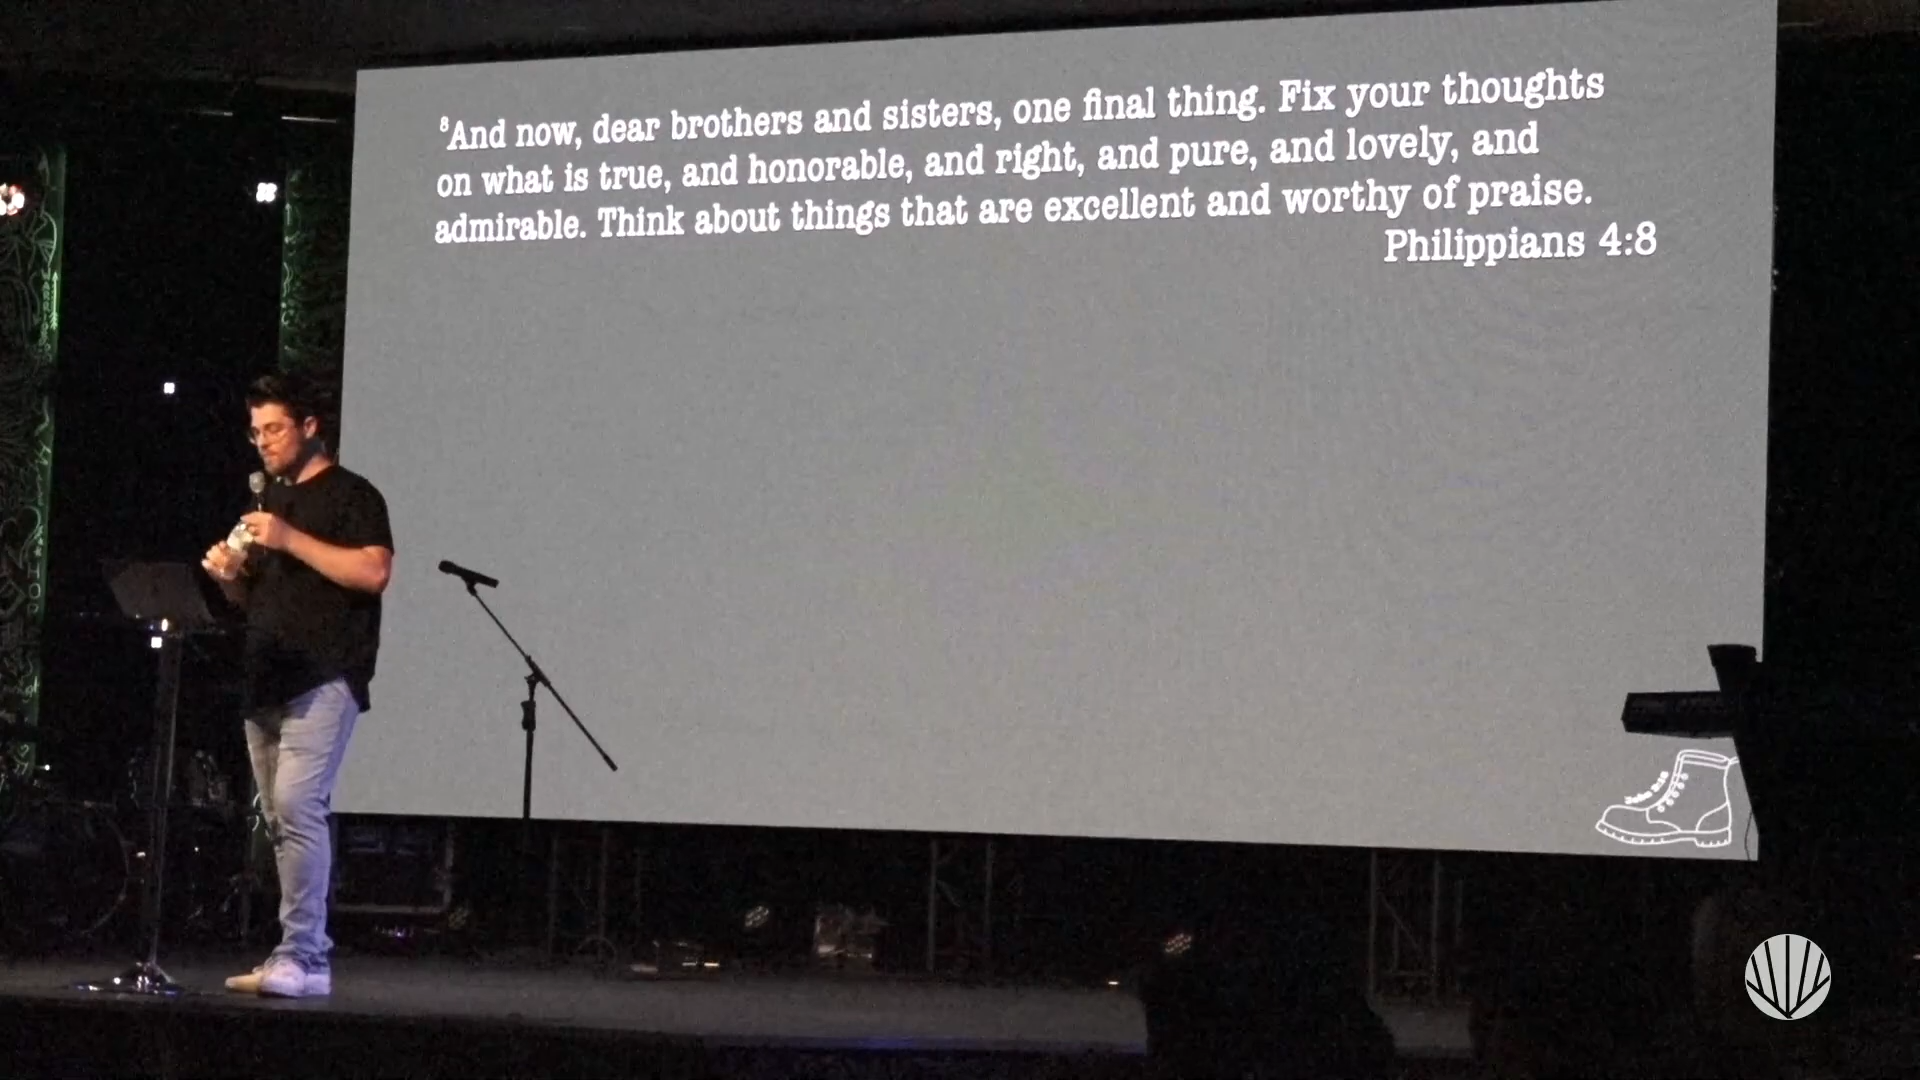 ⁸And now, dear brothers and sisters, one final thing. Fix your thoughts
on what is true, and honorable, and right, and pure, and lovely, and
admirable. Think about things that are excellent and worthy of praise.
Philippians 4:8